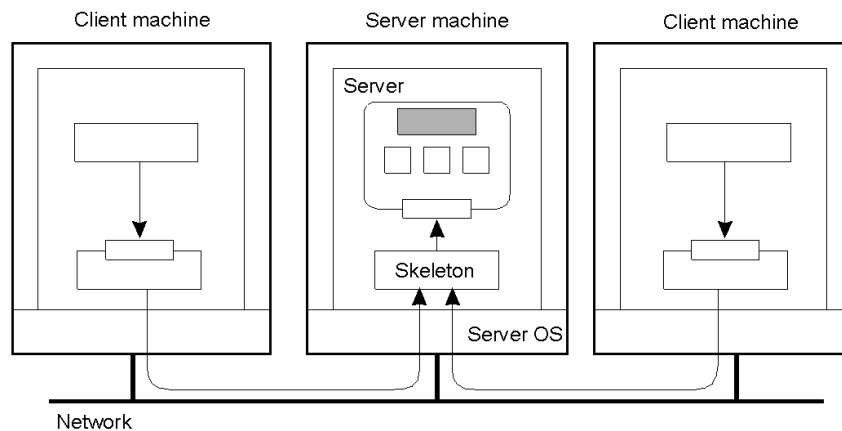 Client machine
Server machine
Client machine
Server
Skeleton
Server OS
Network